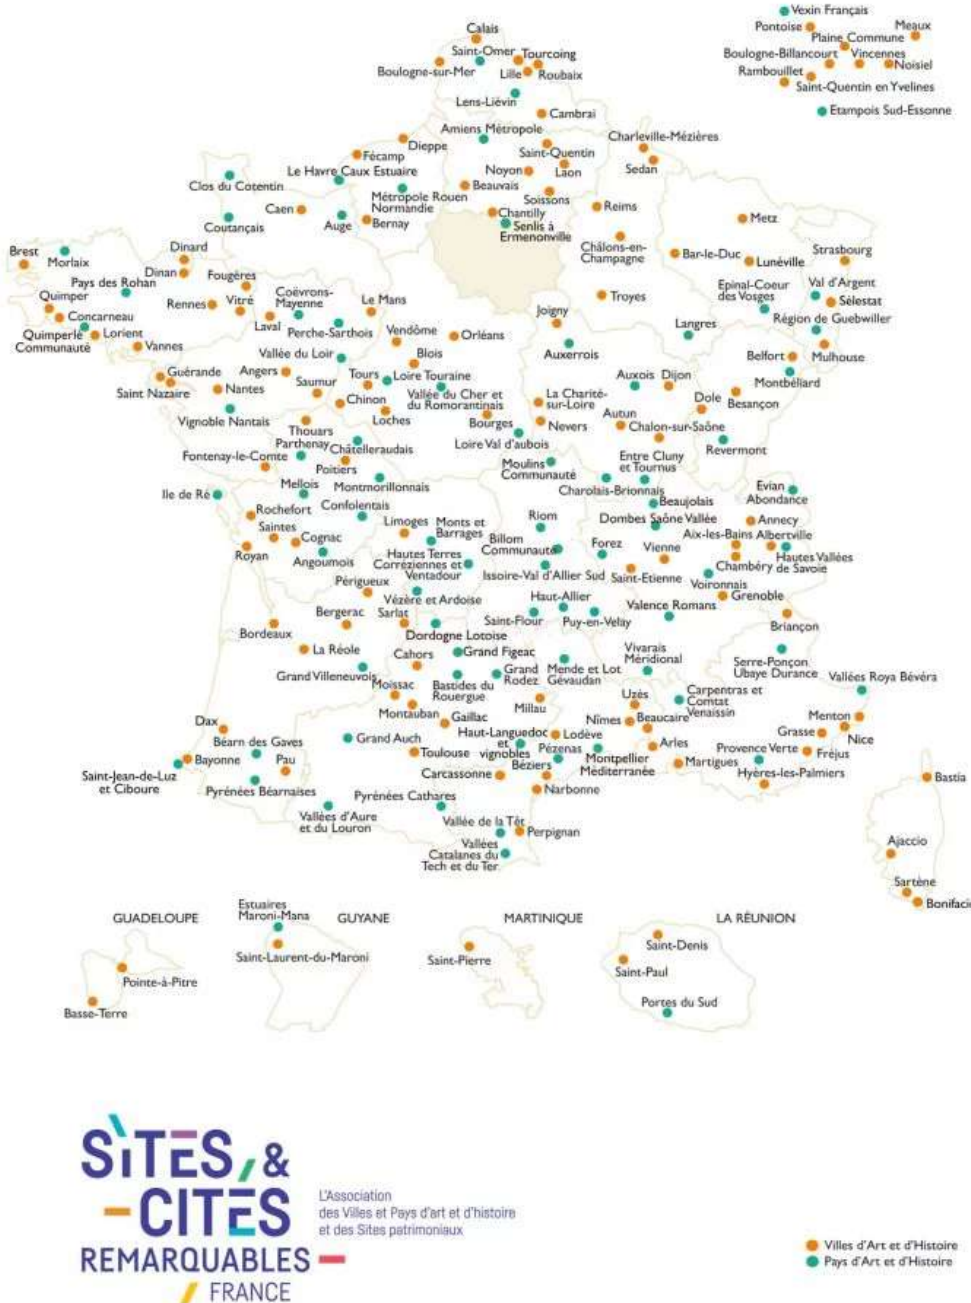 Calais
Saint-Omer
Tourcoing
Boulogne-sur-Mer
Lille
Roubaix
Lens-Liévin
Cambrai
Amiens Métropole
Vexin Français
Pontoise
Meaux
Plaine Commune
Boulogne-Billancourt
Vincennes
Noisiel
Rambouillet
Saint-Quentin en Yvelines
Etampois Sud-Essonne
Dieppe
Fécamp
Saint-Quentin
Charleville-Mézières
Sedan
Le Havre Caux Estuaire
Noyon
Laon
Clos du Cotentin
Beauvais
Soissons
Métropole Rouen
Normandie
Caen
Auge
Bernay
Coutançais
Chantilly
Senlis à
Ermenonville
Reims
Metz
Châlons-en-
Champagne
Bar-le-Duc
Lunéville
Strasbourg
Brest
Morlaix
Dinard
Dinan
Pays des Rohan
Fougères
Quimper
Concarneau
Rennes
Vitré
Coëvrons-
Mayenne
Le Mans
Troyes
Epinal-Coeur
des Vosges
Val d'Argent
Sélestat
Région de Guebwiller
Quimperlé
Communauté
Lorient
Vannes
Laval
Perche-Sarthois
Vendôme
Orléans
Joigny
Auxerrois
Langres
Mulhouse
Belfort
Montbéliard
Vallée du Loir
Blois
Guérande
Saint Nazaire
Nantes
Angers
Saumur
Tours
Loire Touraine
Vallée du Cher et
du Romorantinais
Auxois
Dijon
Besançon
Dole
Vignoble Nantais
Chinon
Loches
Bourges
La Charité-
sur-Loire
Nevers
Autun
Chalon-sur-Saône
Revermont
Thouars
Parthenay
Châtelleraudais
Loire Val d'aubois
Fontenay-le-Comte
Poitiers
Moulins
Communauté
Entre Cluny
et Tournus
Mellois
Montmorillonnais
Charolais-Brionnais
Evian
Abondance
Ile de Ré
Rochefort
Confolentais
Beaujolais
Saintes
Cognac
Limoges
Monts et
Barrages
Riom
Dombes Saône Vallée
Annecy
Aix-les-Bains
Albertville
Royan
Angoumois
Hautes Terres
Corréziennes et
Ventadour
Billom
Communauté
Forez
Vienne
Chambéry
Hautes Vallées
de Savoie
Périgueux
Issoire-Val d'Allier Sud
Saint-Etienne
Voironnais
Vézère et Ardoise
Haut-Allier
Grenoble
Bergerac
Sarlat
Saint-Flour
Puy-en-Velay
Valence Romans
Briançon
Bordeaux
Dordogne Lotoise
La Réole
Cahors
Grand Figeac
Vivarais
Méridional
Serre-Ponçon
Ubaye Durance
Grand Villeneuvois
Bastides du
Rouergue
Grand
Rodez
Mende et Lot
Gévaudan
Vallées Roya Bévéra
Moissac
Montauban
Gaillac
Millau
Uzès
Carpentras et
Comtat
Venaissin
Menton
Nice
Dax
Béarn des Gaves
Grand Auch
Toulouse
Haut-Languedoc
et
vignobles
Lodève
Nîmes
Beaucaire
Arles
Grasse
Fréjus
Bayonne
Pau
Pézenas
Montpellier
Méditerranée
Martigues
Provence Verte
Saint-Jean-de-Luz
et Ciboure
Pyrénées Béarnaises
Carcassonne
Béziers
Hyères-les-Palmiers
Bastia
Narbonne
Vallées d'Aure
et du Louron
Pyrénées Cathares
Vallée de la Têt
Perpignan
Vallées
Catalanes du
Tech et du Ter
Ajaccio
Sartène
Bonifacio
GUADELOUPE
Estuaires
Maroni-Mana
GUYANE
MARTINIQUE
LA RÉUNION
Saint-Denis
Saint-Laurent-du-Maroni
Saint-Pierre
Saint-Paul
Pointe-à-Pitre
Basse-Terre
Portes du Sud
SITES &
CITÉS
REMARQUABLES
FRANCE
L'Association
des Villes et Pays d'art et d'histoire
et des Sites patrimoniaux
Villes d'Art et d'Histoire
Pays d'Art et d'Histoire